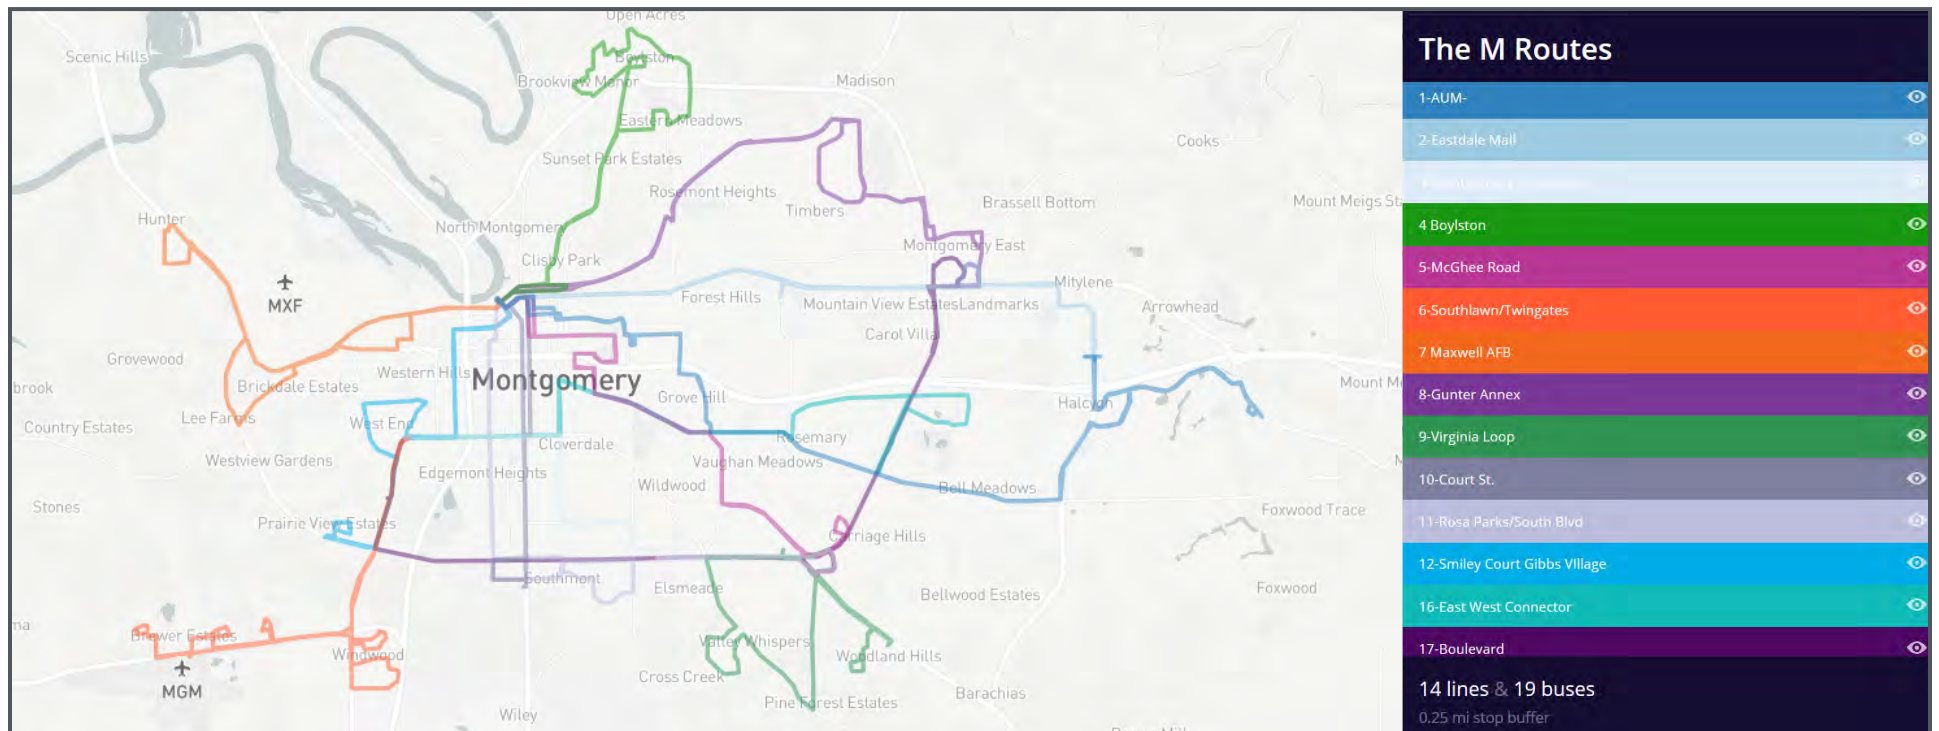 Open Acres
Scenic Hills
Boylston
Brookview Manor
Madison
Eastern Meadows
Cooks
Sunset Park Estates
Rosemont Heights
Timbers
Brassell Bottom
Mount Meigs St
Hunter
North Montgomery
Montgomery East
Clisby Park
MXF
Forest Hills
Mountain View Estates
Landmarks
Mitylene
Arrowhead
Carol Villa
Grovewood
Brickdale Estates
Western Hills
Montgomery
brook
Grove Hill
Mount M
Halcyon
Lee Farms
West End
Country Estates
Cloverdale
Rosemary
Westview Gardens
Edgemont Heights
Vaughan Meadows
Wildwood
Bell Meadows
Stones
Prairie View Estates
Foxwood Trace
Carriage Hills
Southmont
Elsmeade
Bellwood Estates
Foxwood
ma
Brewer Estates
Windwood
Valley Whispers
Woodland Hills
MGM
Cross Creek
Barachias
Pine Forest Estates
Wiley
The M Routes
1-AUM-
2-Eastdale Mall
4 Boylston
5-McGhee Road
6-Southlawn/Twingates
7 Maxwell AFB
8-Gunter Annex
9-Virginia Loop
10-Court St.
11-Rosa Parks/South Blvd
12-Smiley Court Gibbs VIllage
16-East West Connector
17-Boulevard
14 lines & 19 buses
0.25 mi stop buffer